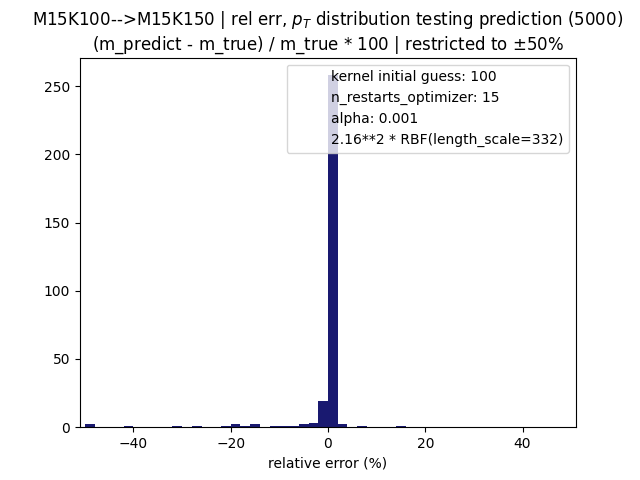 M15K100-->M15K150 | rel err, p_T distribution testing prediction (5000)
(m_predict - m_true) / m_true * 100 | restricted to ±50%
kernel initial guess: 100
n_restarts_optimizer: 15
alpha: 0.001
2.16**2 * RBF(length_scale=332)
250
200
150
100
50
0
−40 −20 0 20 40
relative error (%)